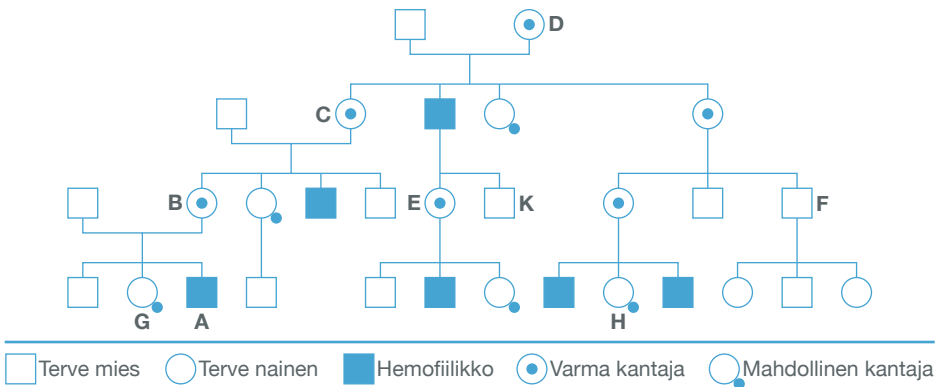 D
C
B
E
K
F
G
A
H
Terve mies
Terve nainen
Hemofiilikko
Varma kantaja
Mahdollinen kantaja